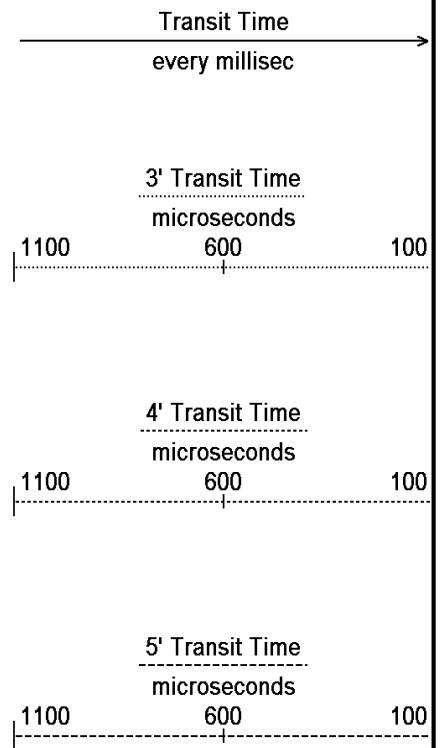 Transit Time
every millisec
3' Transit Time
microseconds
1100 600 100
4' Transit Time
microseconds
1100 600 100
5' Transit Time
microseconds
1100 600 100